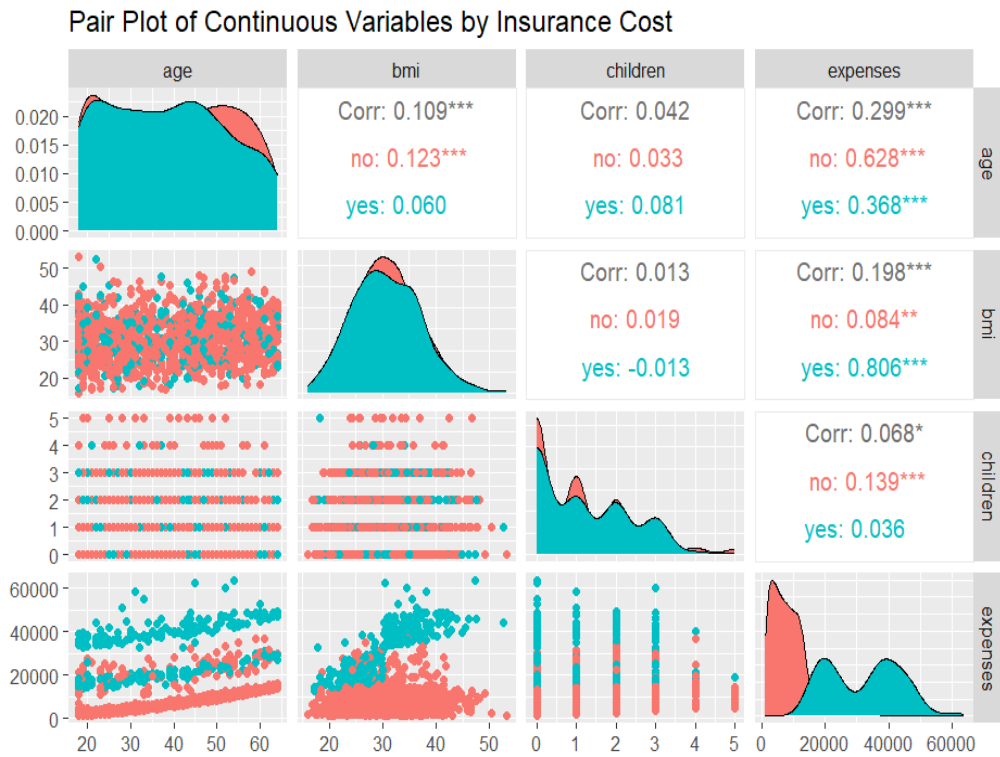 Pair Plot of Continuous Variables by Insurance Cost
age bmi children expenses
0.020
0.015
0.010
0.005
0.000
Corr: 0.109***
no: 0.123***
yes: 0.060
Corr: 0.042
no: 0.033
yes: 0.081
Corr: 0.299***
no: 0.628***
yes: 0.368***
age
50
40
30
20
Corr: 0.013
no: 0.019
yes: -0.013
Corr: 0.198***
no: 0.084**
yes: 0.806***
bmi
5
4
3
2
1
0
Corr: 0.068*
no: 0.139***
yes: 0.036
children
60000
40000
20000
0
expenses
20 30 40 50 60
20 30 40 50
0 1 2 3 4 5
0 20000 40000 60000